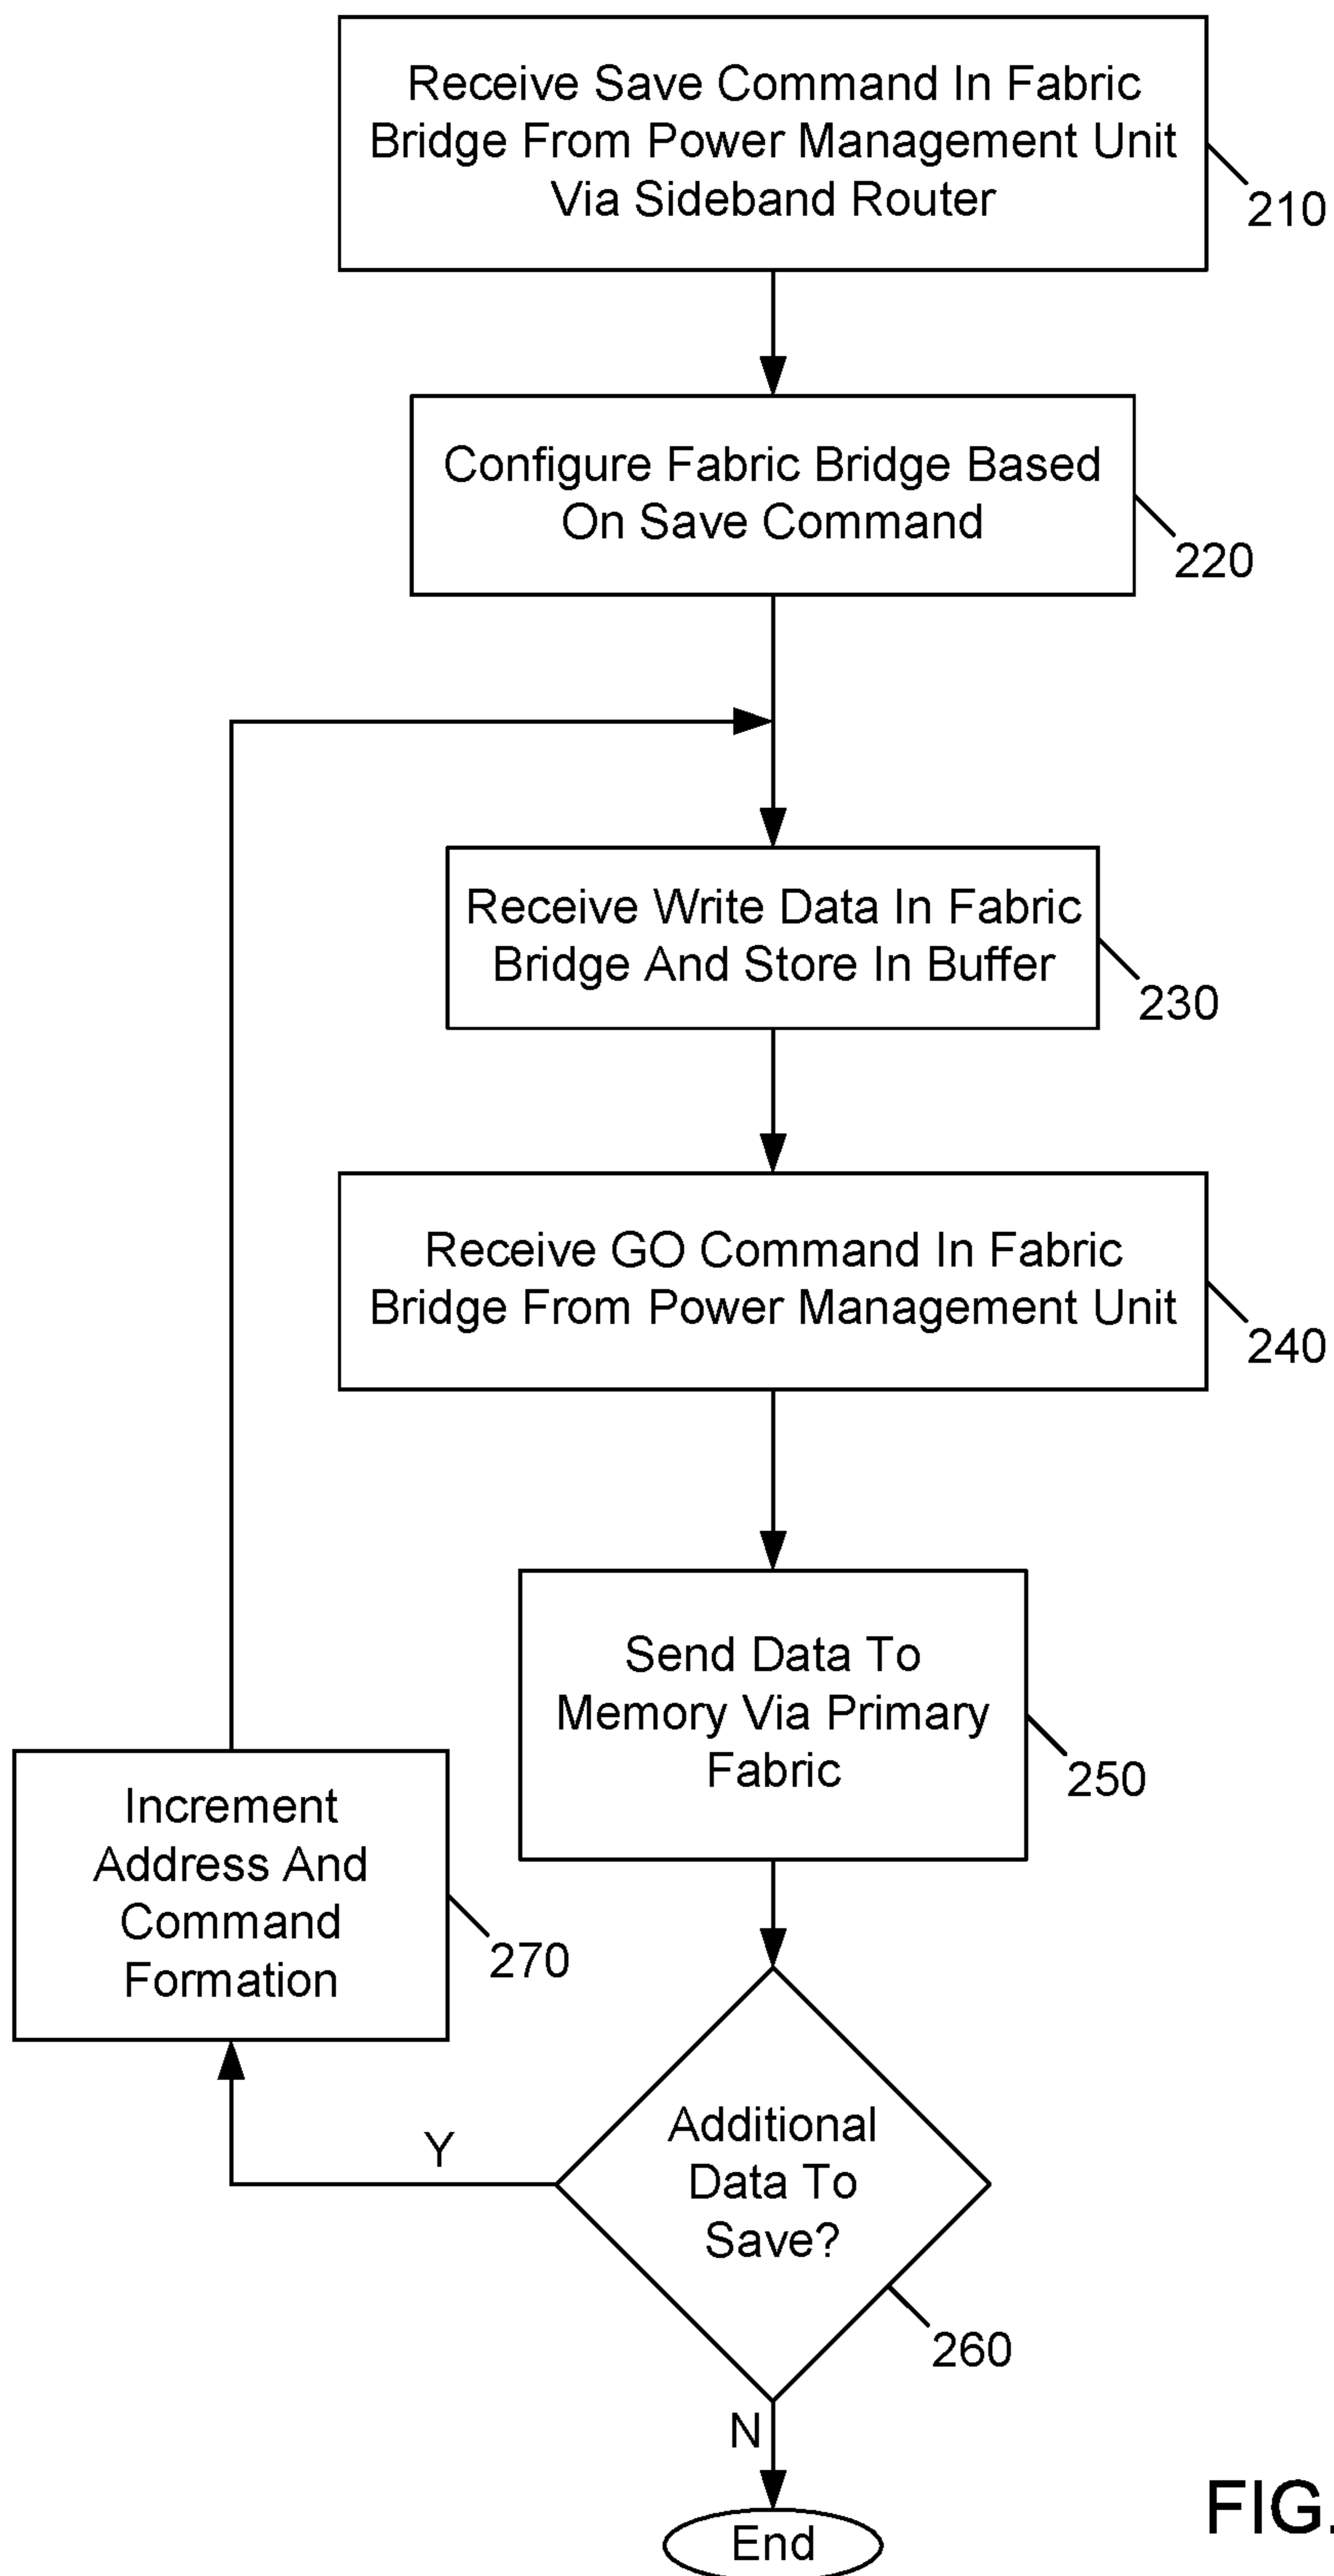 Receive Save Command In Fabric
Bridge From Power Management Unit
Via Sideband Router
210
Configure Fabric Bridge Based
On Save Command
220
Receive Write Data In Fabric
Bridge And Store In Buffer
230
Receive GO Command In Fabric
Bridge From Power Management Unit
240
Send Data To
Memory Via Primary
Fabric
250
Increment
Address And
Command
Formation
270
Additional
Data To
Save?
Y
260
N
End
FIG.